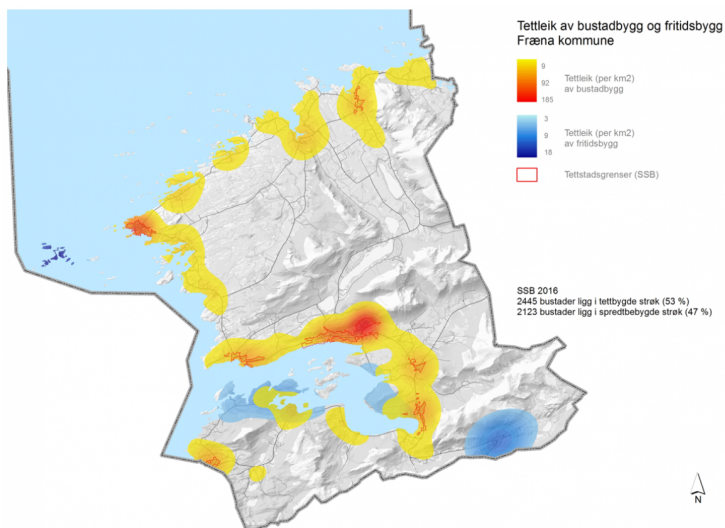 Tettleik av bustadbygg og fritidsbygg
Fræna kommune
9
92
185
Tettleik (per km2)
av bustadbygg
3
9
18
Tettleik (per km2)
av fritidsbygg
Tettstadsgrenser (SSB)
SSB 2016
2445 bustader ligg i tettbygde strøk (53 %)
2123 bustader ligg i spredtbebygde strøk (47 %)
N